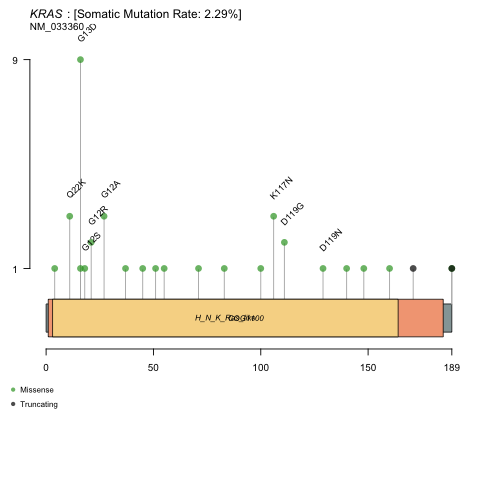 KRAS : [Somatic Mutation Rate: 2.29%]
NM_033360
G13D
9
Q22K
G12A
G12R
G12S
K117N
D119G
D119N
1
0
50
100
150
189
Missense
Truncating